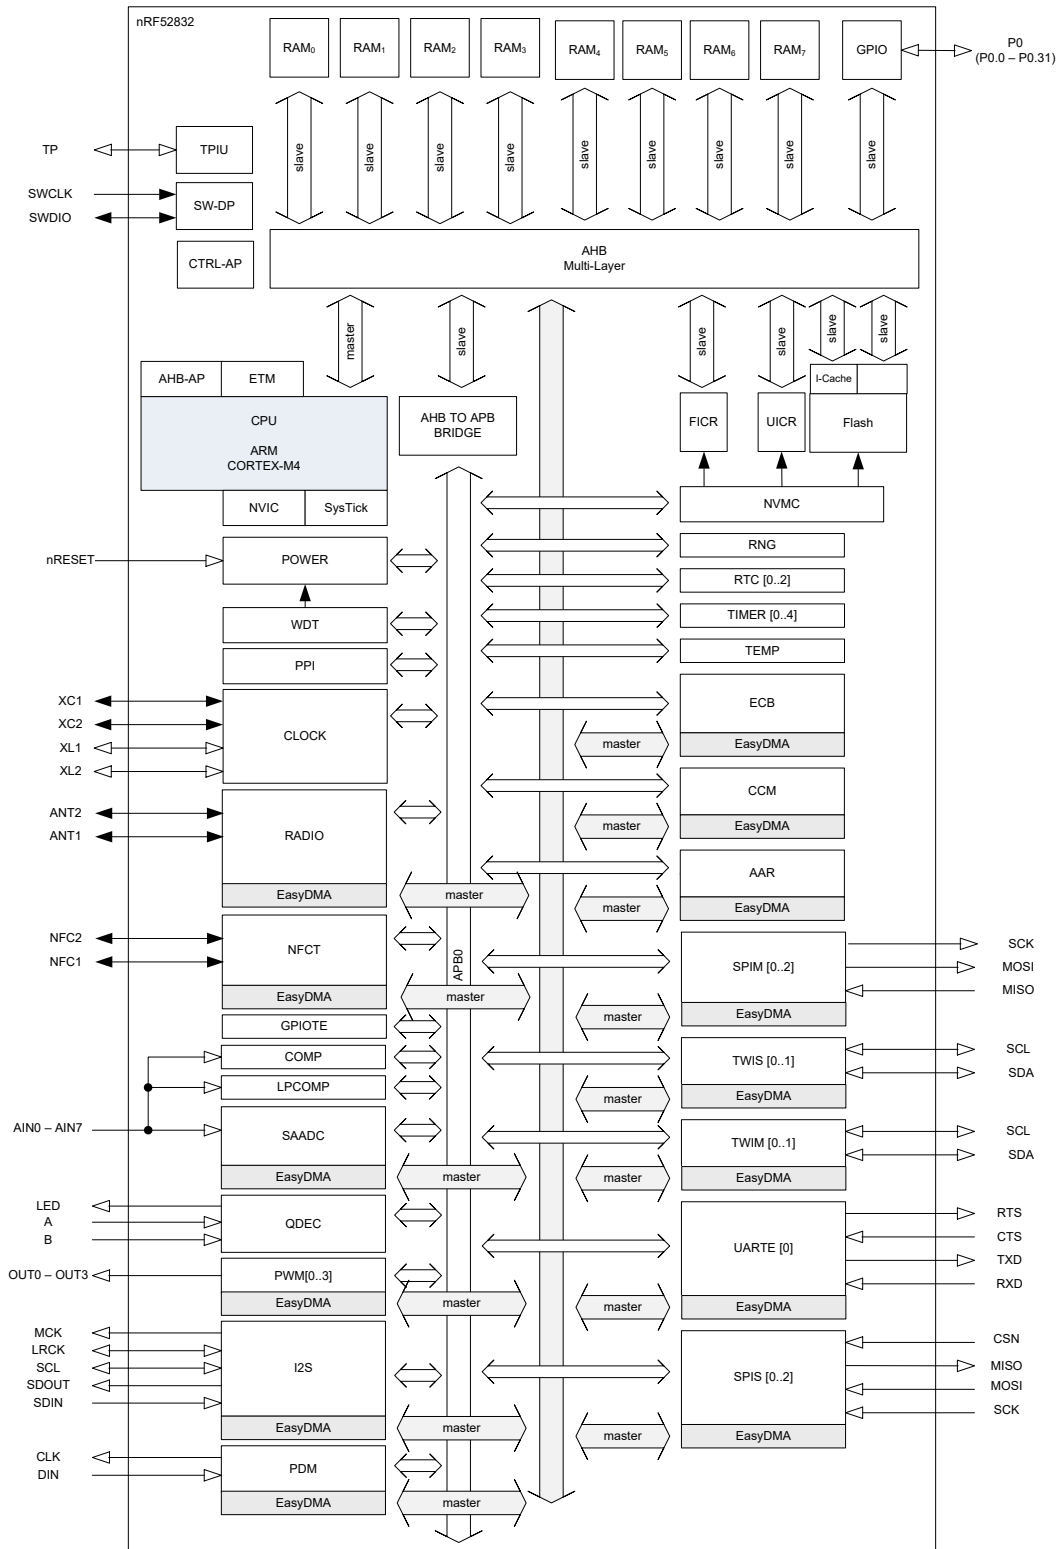 nRF52832
RAM0
RAM1
RAM2
RAM3
RAM4
RAM5
RAM6
RAM7
GPIO
P0
(P0.0 – P0.31)
slave
slave
slave
slave
slave
slave
slave
slave
slave
TP
TPIU
SWCLK
SWDIO
SW-DP
CTRL-AP
AHB
Multi-Layer
master
slave
slave
slave
slave
slave
AHB-AP
ETM
I-Cache
CPU
ARM
CORTEX-M4
AHB TO APB
BRIDGE
FICR
UICR
Flash
NVIC
SysTick
NVMC
nRESET
POWER
RNG
RTC [0..2]
WDT
TIMER [0..4]
PPI
TEMP
XC1
XC2
XL1
XL2
CLOCK
ECB
master
EasyDMA
ANT2
ANT1
RADIO
EasyDMA
master
CCM
master
EasyDMA
AAR
master
EasyDMA
NFC2
NFC1
NFCT
EasyDMA
master
APB0
SPIM [0..2]
master
EasyDMA
SCK
MOSI
MISO
GPIOTE
COMP
LPCOMP
TWIS [0..1]
master
EasyDMA
SCL
SDA
AIN0 – AIN7
SAADC
EasyDMA
master
TWIM [0..1]
master
EasyDMA
SCL
SDA
LED
A
B
QDEC
UARTE [0]
master
EasyDMA
RTS
CTS
TXD
RXD
OUT0 – OUT3
PWM[0..3]
EasyDMA
master
MCK
LRCK
SCL
SDOUT
SDIN
I2S
EasyDMA
master
SPIS [0..2]
master
EasyDMA
CSN
MISO
MOSI
SCK
CLK
DIN
PDM
EasyDMA
master